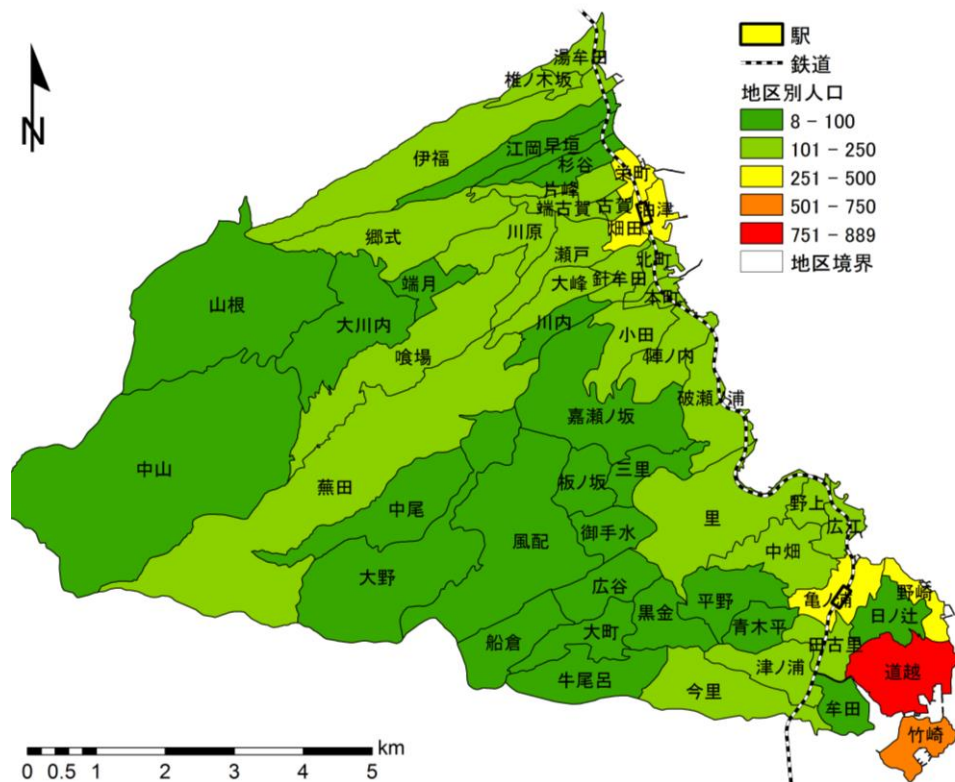 駅
鉄道
地区別人口
8 - 100
101 - 250
251 - 500
501 - 750
751 - 889
地区境界
N
湯牟田
椎ノ木坂
伊福
江岡
早垣
杉谷
栄町
片峰
端古賀
古賀
油津
畑田
郷式
川原
瀬戸
北町
端月
大峰
針牟田
本町
山根
大川内
川内
小田
喰場
陣ノ内
破瀬ノ浦
嘉瀬ノ坂
中山
蕪田
三里
板ノ坂
中尾
里
野上
広江
風配
御手水
中畑
大野
広谷
平野
亀ノ浦
野崎
黒金
日ノ辻
青木平
大町
船倉
田古里
津ノ浦
道越
牛尾呂
今里
牟田
竹崎
km
0 0.5 1 2 3 4 5